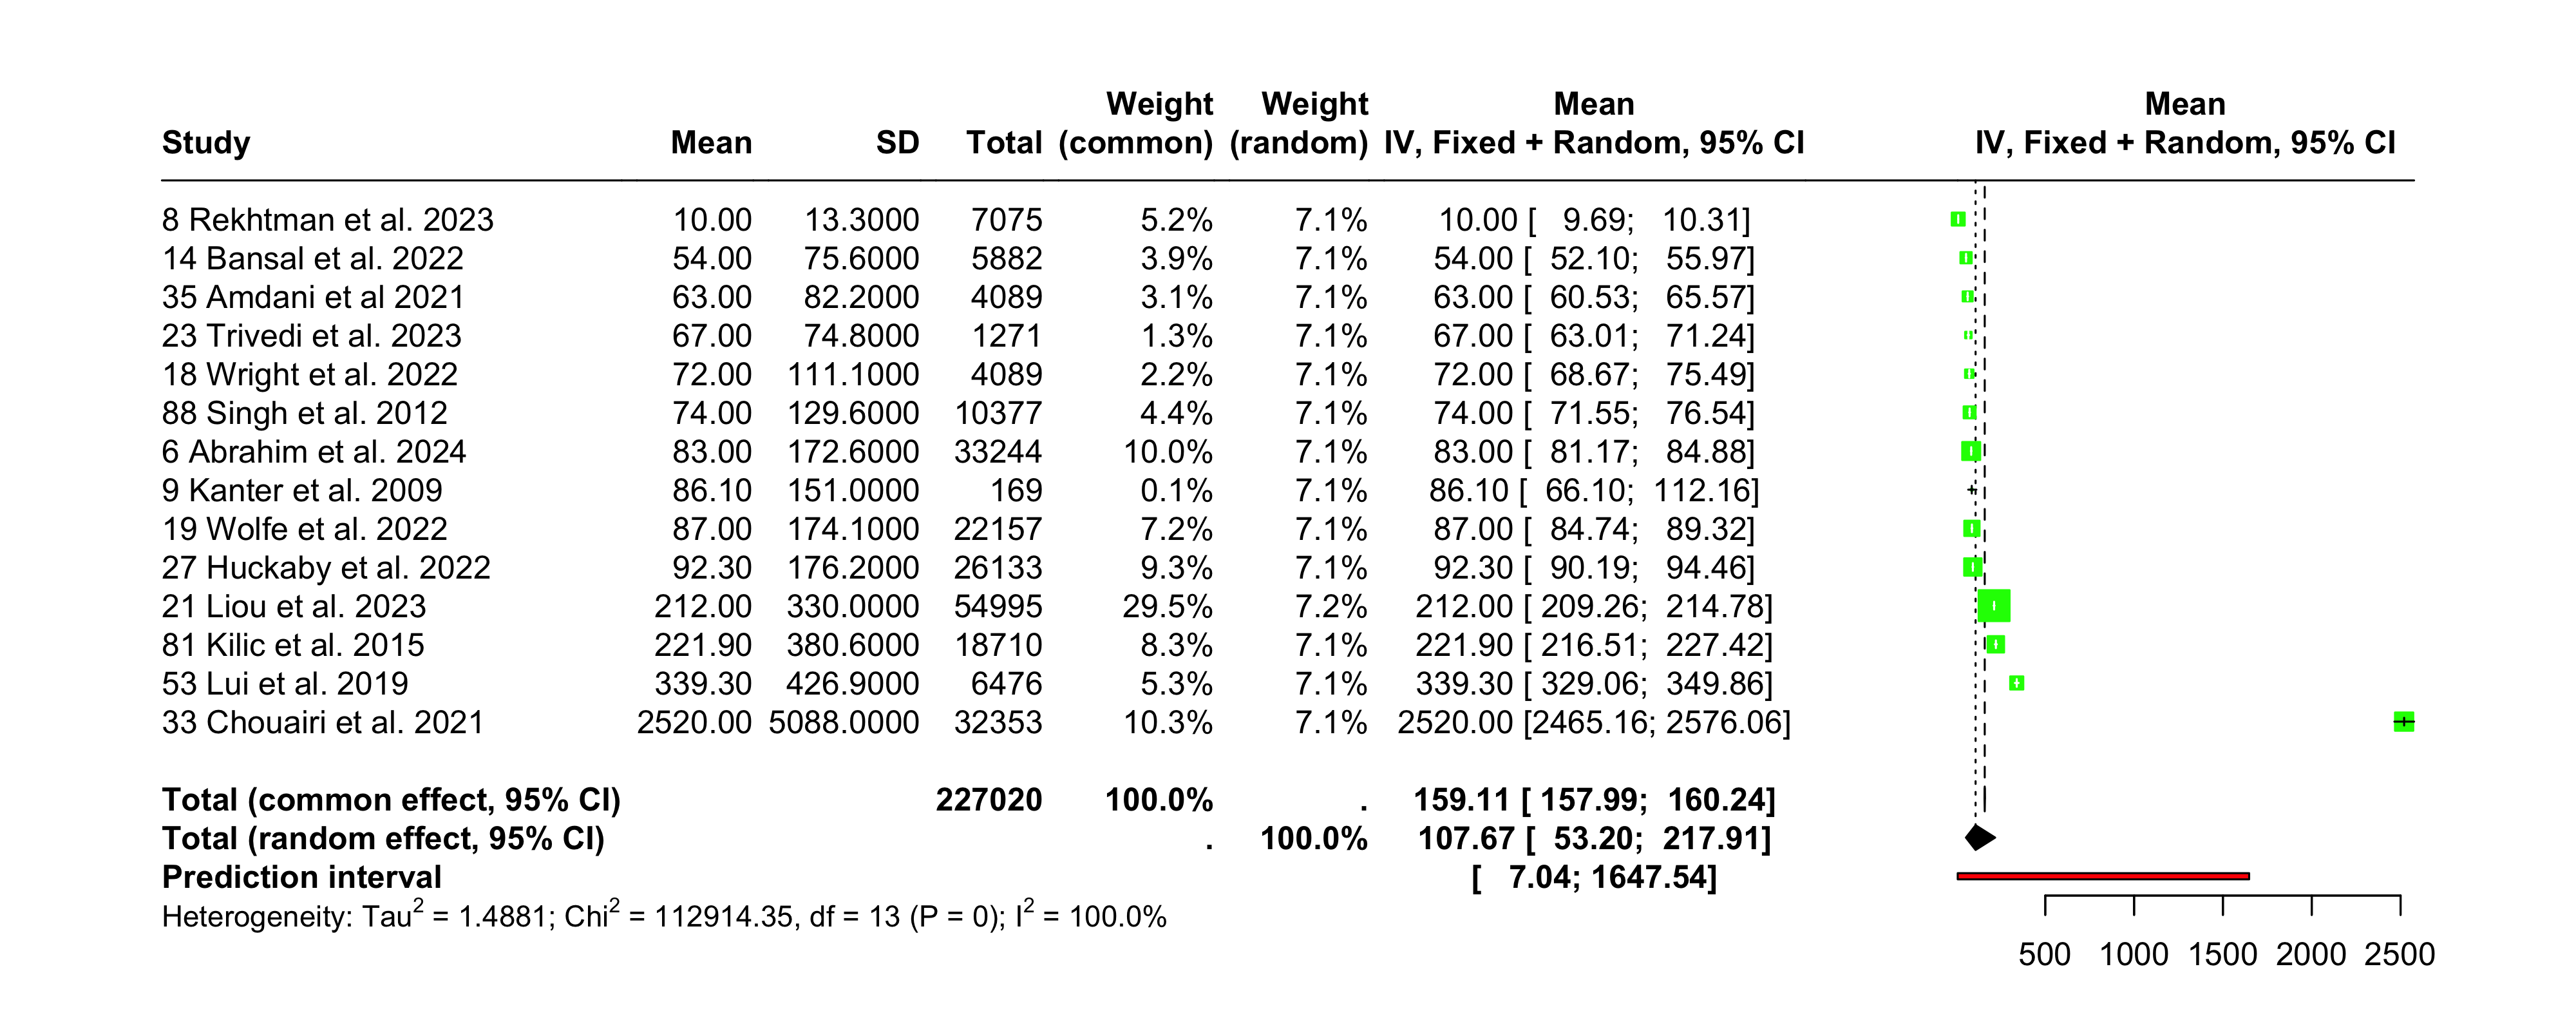 Weight Weight Mean Mean
Study Mean SD Total (common) (random) IV, Fixed + Random, 95% CI IV, Fixed + Random, 95% CI
8 Rekhtman et al. 2023 10.00 13.3000 7075 5.2% 7.1% 10.00 [ 9.69; 10.31]
14 Bansal et al. 2022 54.00 75.6000 5882 3.9% 7.1% 54.00 [ 52.10; 55.97]
35 Amdani et al 2021 63.00 82.2000 4089 3.1% 7.1% 63.00 [ 60.53; 65.57]
23 Trivedi et al. 2023 67.00 74.8000 1271 1.3% 7.1% 67.00 [ 63.01; 71.24]
18 Wright et al. 2022 72.00 111.1000 4089 2.2% 7.1% 72.00 [ 68.67; 75.49]
88 Singh et al. 2012 74.00 129.6000 10377 4.4% 7.1% 74.00 [ 71.55; 76.54]
6 Abrahim et al. 2024 83.00 172.6000 33244 10.0% 7.1% 83.00 [ 81.17; 84.88]
9 Kanter et al. 2009 86.10 151.0000 169 0.1% 7.1% 86.10 [ 66.10; 112.16]
19 Wolfe et al. 2022 87.00 174.1000 22157 7.2% 7.1% 87.00 [ 84.74; 89.32]
27 Huckaby et al. 2022 92.30 176.2000 26133 9.3% 7.1% 92.30 [ 90.19; 94.46]
21 Liou et al. 2023 212.00 330.0000 54995 29.5% 7.2% 212.00 [ 209.26; 214.78]
81 Kilic et al. 2015 221.90 380.6000 18710 8.3% 7.1% 221.90 [ 216.51; 227.42]
53 Lui et al. 2019 339.30 426.9000 6476 5.3% 7.1% 339.30 [ 329.06; 349.86]
33 Chouairi et al. 2021 2520.00 5088.0000 32353 10.3% 7.1% 2520.00 [2465.16; 2576.06]
Total (common effect, 95% CI) 227020 100.0% . 159.11 [ 157.99; 160.24]
Total (random effect, 95% CI) . 100.0% 107.67 [ 53.20; 217.91]
Prediction interval [ 7.04; 1647.54]
Heterogeneity: Tau² = 1.4881; Chi² = 112914.35, df = 13 (P = 0); I² = 100.0%
500 1000 1500 2000 2500